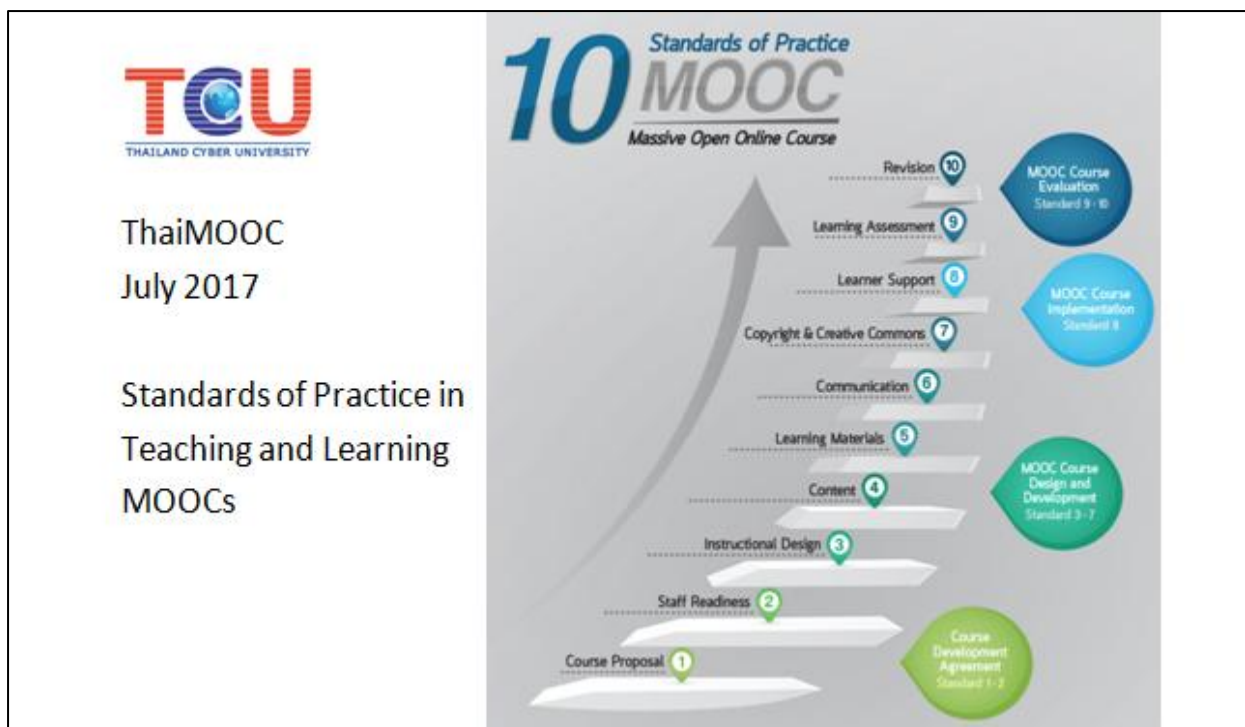 TCU
THAILAND CYBER UNIVERSITY
ThaiMOOC
July 2017
Standards of Practice in
Teaching and Learning
MOOCs
10
Standards of Practice
MOOC
Massive Open Online Course
Revision 10
Learning Assessment 9
Learner Support 8
Copyright & Creative Commons 7
Communication 6
Learning Materials 5
Content 4
Instructional Design 3
Staff Readiness 2
Course Proposal 1
MOOC Course
Evaluation
Standard 9 - 10
MOOC Course
Implementation
Standard 8
MOOC Course
Design and
Development
Standard 3 - 7
Course
Development
Agreement
Standard 1 - 2